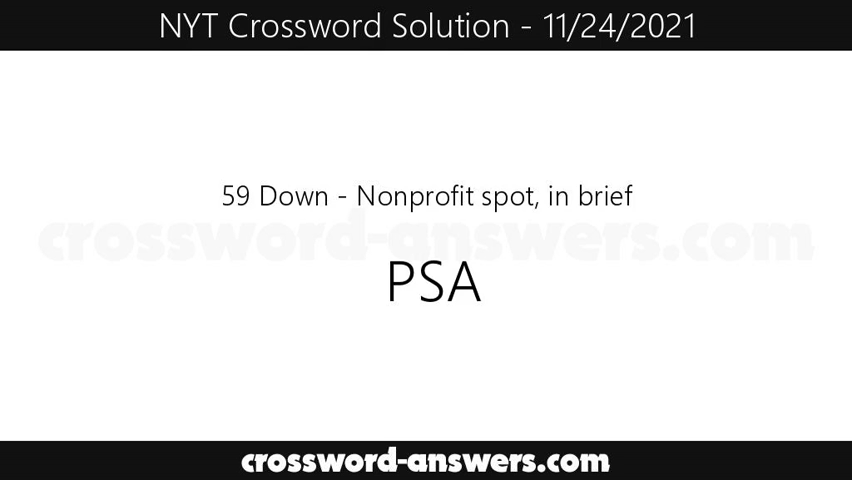 NYT Crossword Solution - 11/24/2021
59 Down - Nonprofit spot, in brief
crossword-answers.com
PSA
crossword-answers.com